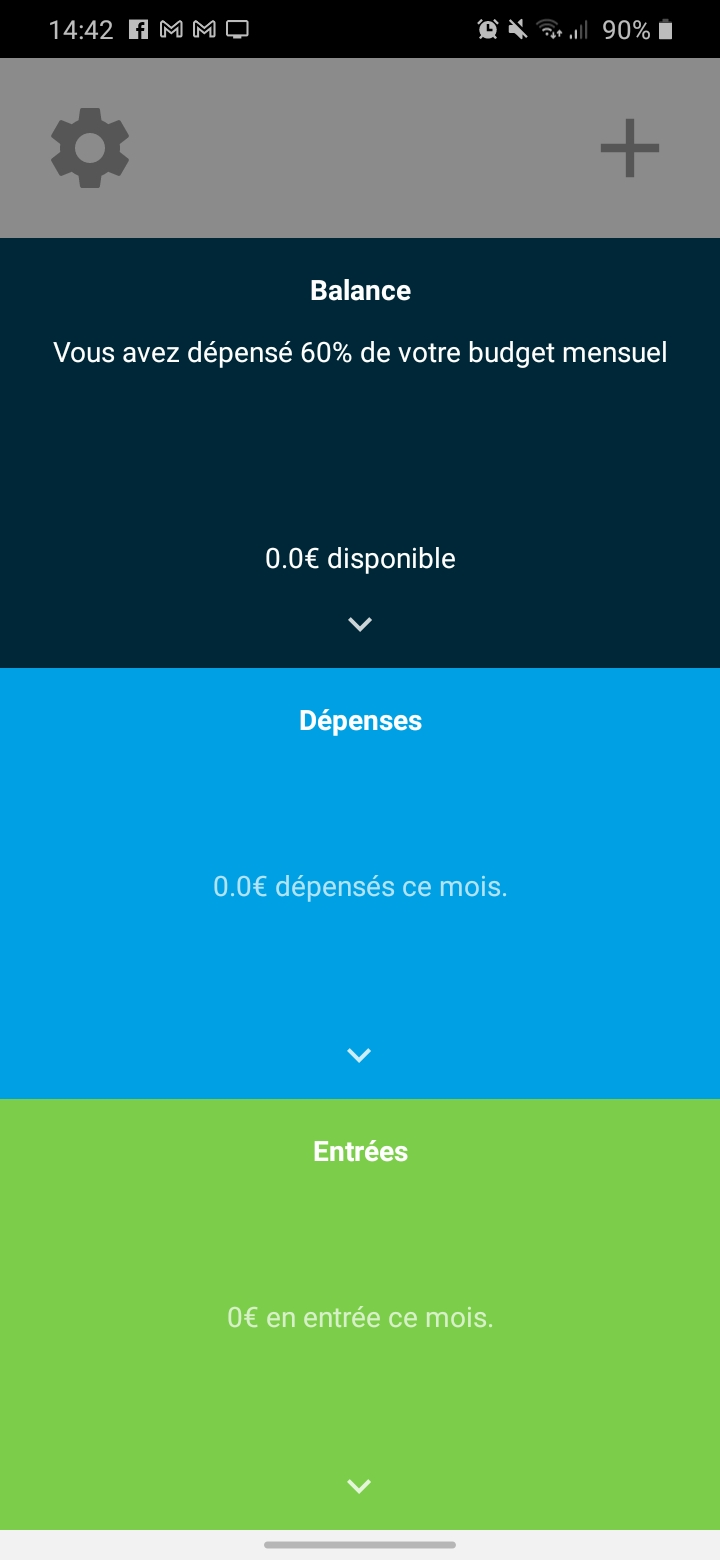 14:42 90%
Balance
Vous avez dépensé 60% de votre budget mensuel
0.0€ disponible
Dépenses
0.0€ dépensés ce mois.
Entrées
0€ en entrée ce mois.